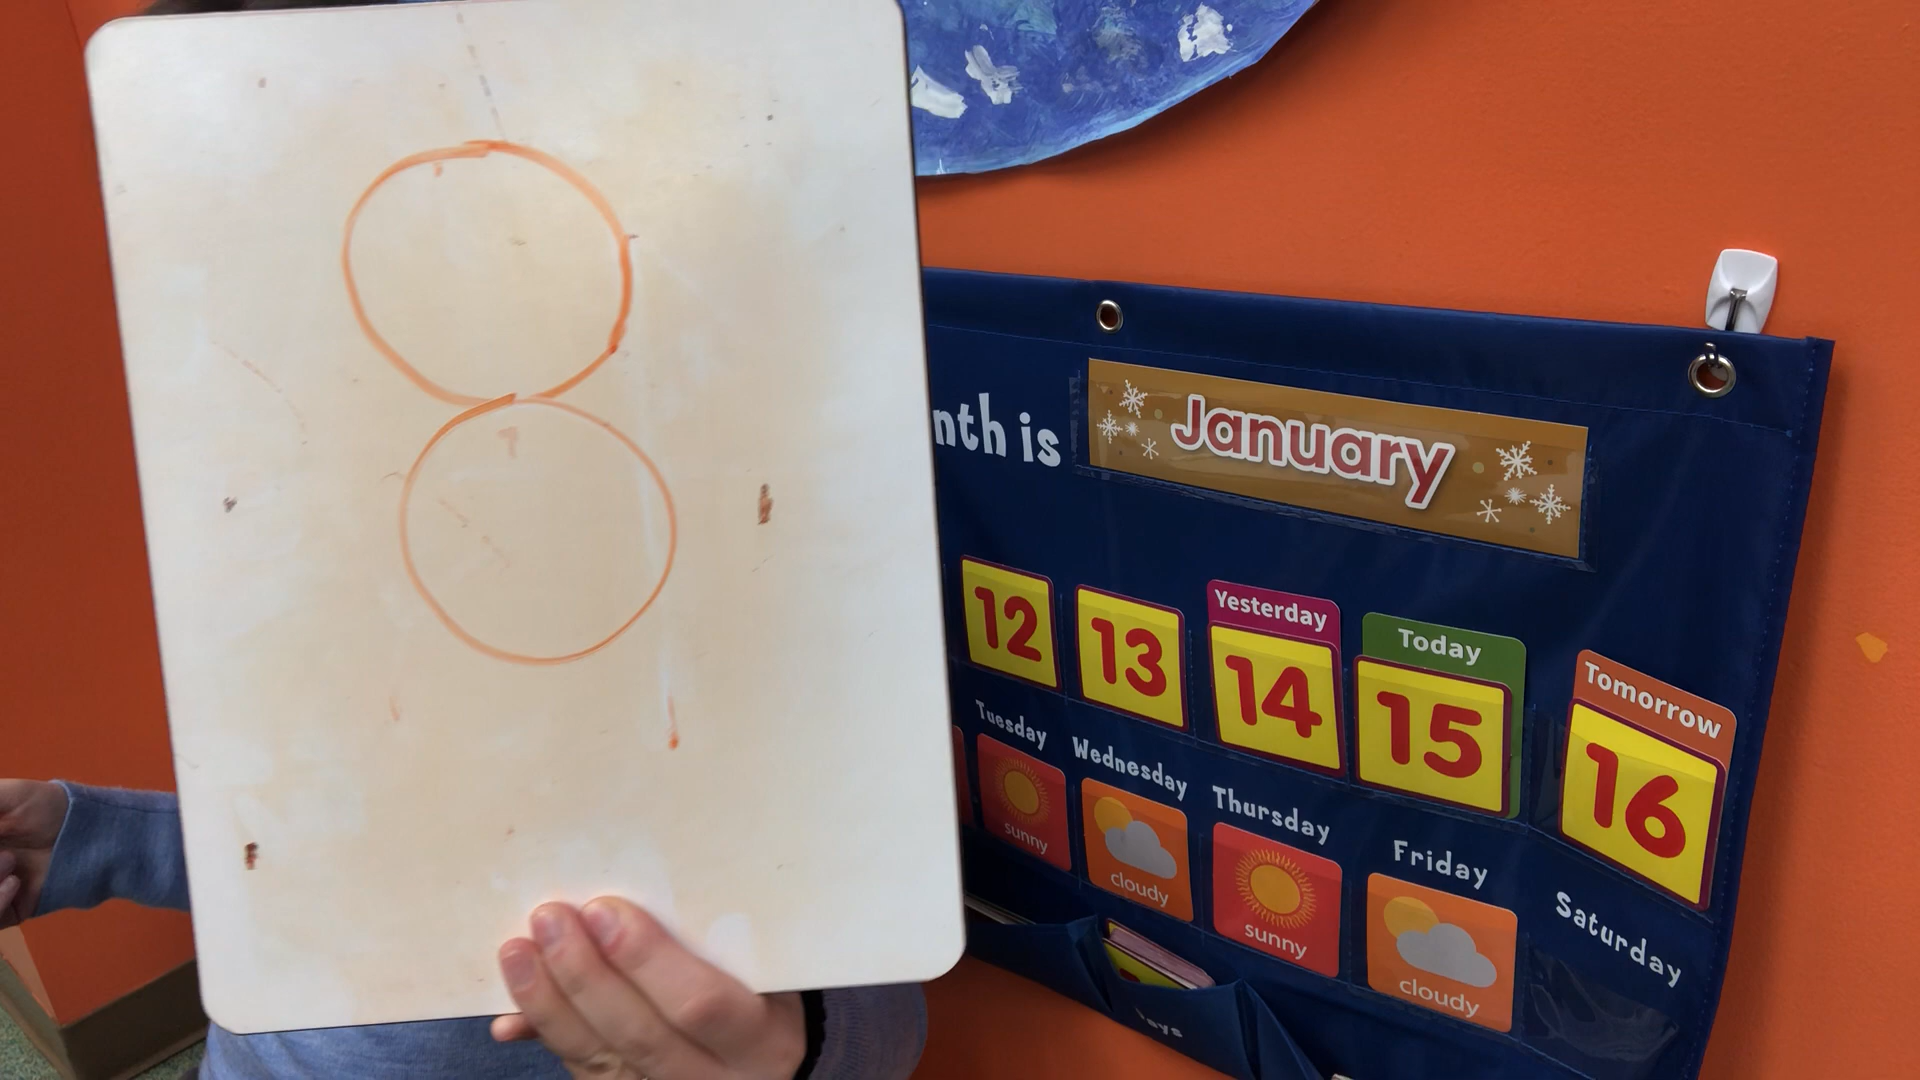 8
nth is January
12 13 Yesterday 14 Today 15 Tomorrow 16
Tuesday Wednesday Thursday Friday Saturday
sunny cloudy sunny cloudy